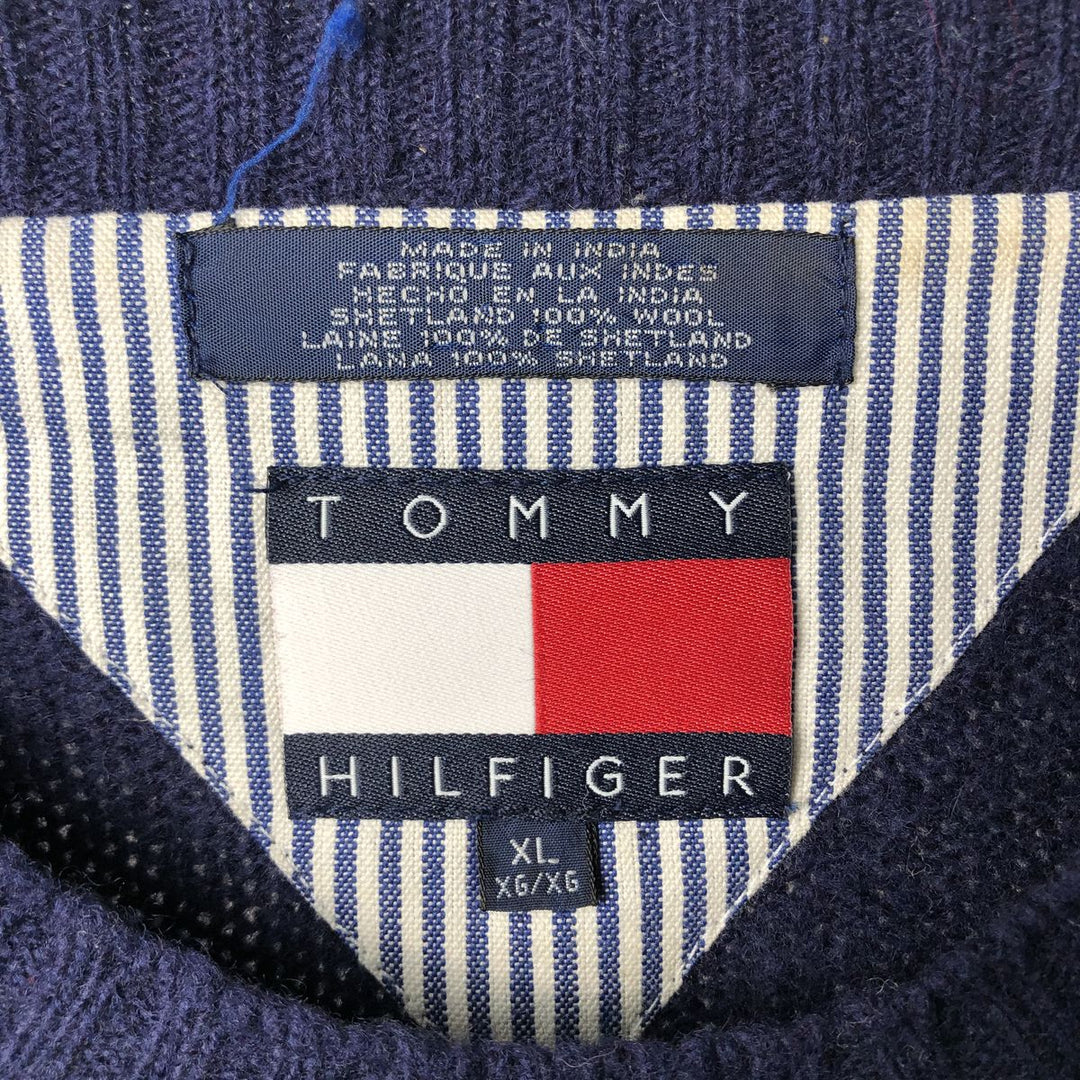 MADE IN INDIA
FABRIQUE AUX INDES
HECHO EN LA INDIA
SHETLAND 100% WOOL
LAINE 100% DE SHETLAND
LANA 100% SHETLAND
TOMMY
HILFIGER
XL
XG/XG